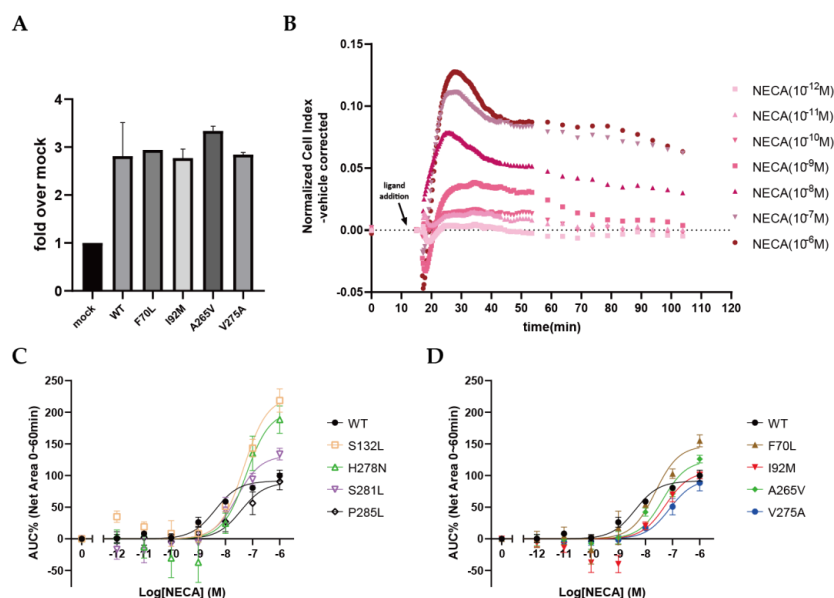 A
fold over mock
4
3
2
1
0
mock
WT
F70L
I92M
A265V
V275A
B
Normalized Cell Index
-vehicle corrected
0.15
0.10
0.05
0.00
-0.05
ligand
addition
0 10 20 30 40 50 60 70 80 90 100 110 120
time(min)
NECA(10⁻¹²M)
NECA(10⁻¹¹M)
NECA(10⁻¹⁰M)
NECA(10⁻⁹M)
NECA(10⁻⁸M)
NECA(10⁻⁷M)
NECA(10⁻⁶M)
C
AUC% (Net Area 0~60min)
250
200
150
100
50
0
-50
-100
0 -12 -11 -10 -9 -8 -7 -6
Log[NECA] (M)
WT
S132L
H278N
S281L
P285L
D
AUC% (Net Area 0~60min)
250
200
150
100
50
0
-50
-100
0 -12 -11 -10 -9 -8 -7 -6
Log[NECA] (M)
WT
F70L
I92M
A265V
V275A